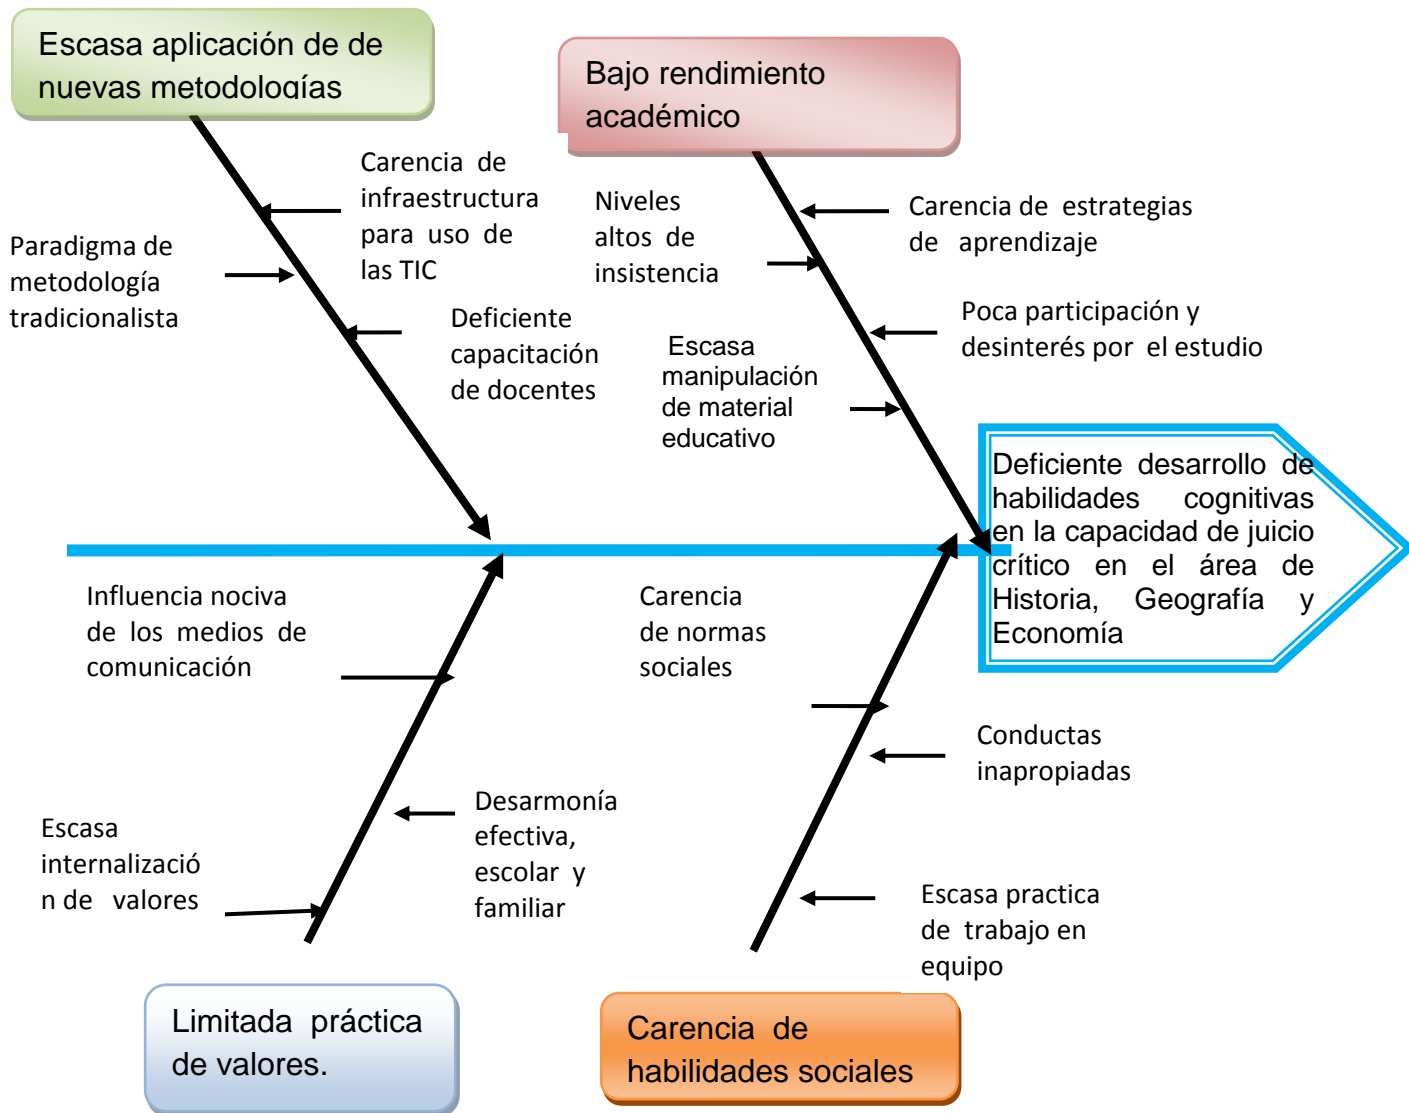 Escasa aplicación de de
nuevas metodologías
Bajo rendimiento
académico
Carencia de
infraestructura
para uso de
las TIC
Paradigma de
metodología
tradicionalista
Deficiente
capacitación
de docentes
Niveles
altos de
insistencia
Carencia de estrategias
de aprendizaje
Poca participación y
desinterés por el estudio
Escasa
manipulación
de material
educativo
Deficiente desarrollo de
habilidades cognitivas
en la capacidad de juicio
crítico en el área de
Historia, Geografía y
Economía
Influencia nociva
de los medios de
comunicación
Carencia
de normas
sociales
Conductas
inapropiadas
Desarmonía
efectiva,
escolar y
familiar
Escasa
internalizació
n de valores
Escasa practica
de trabajo en
equipo
Limitada práctica
de valores.
Carencia de
habilidades sociales